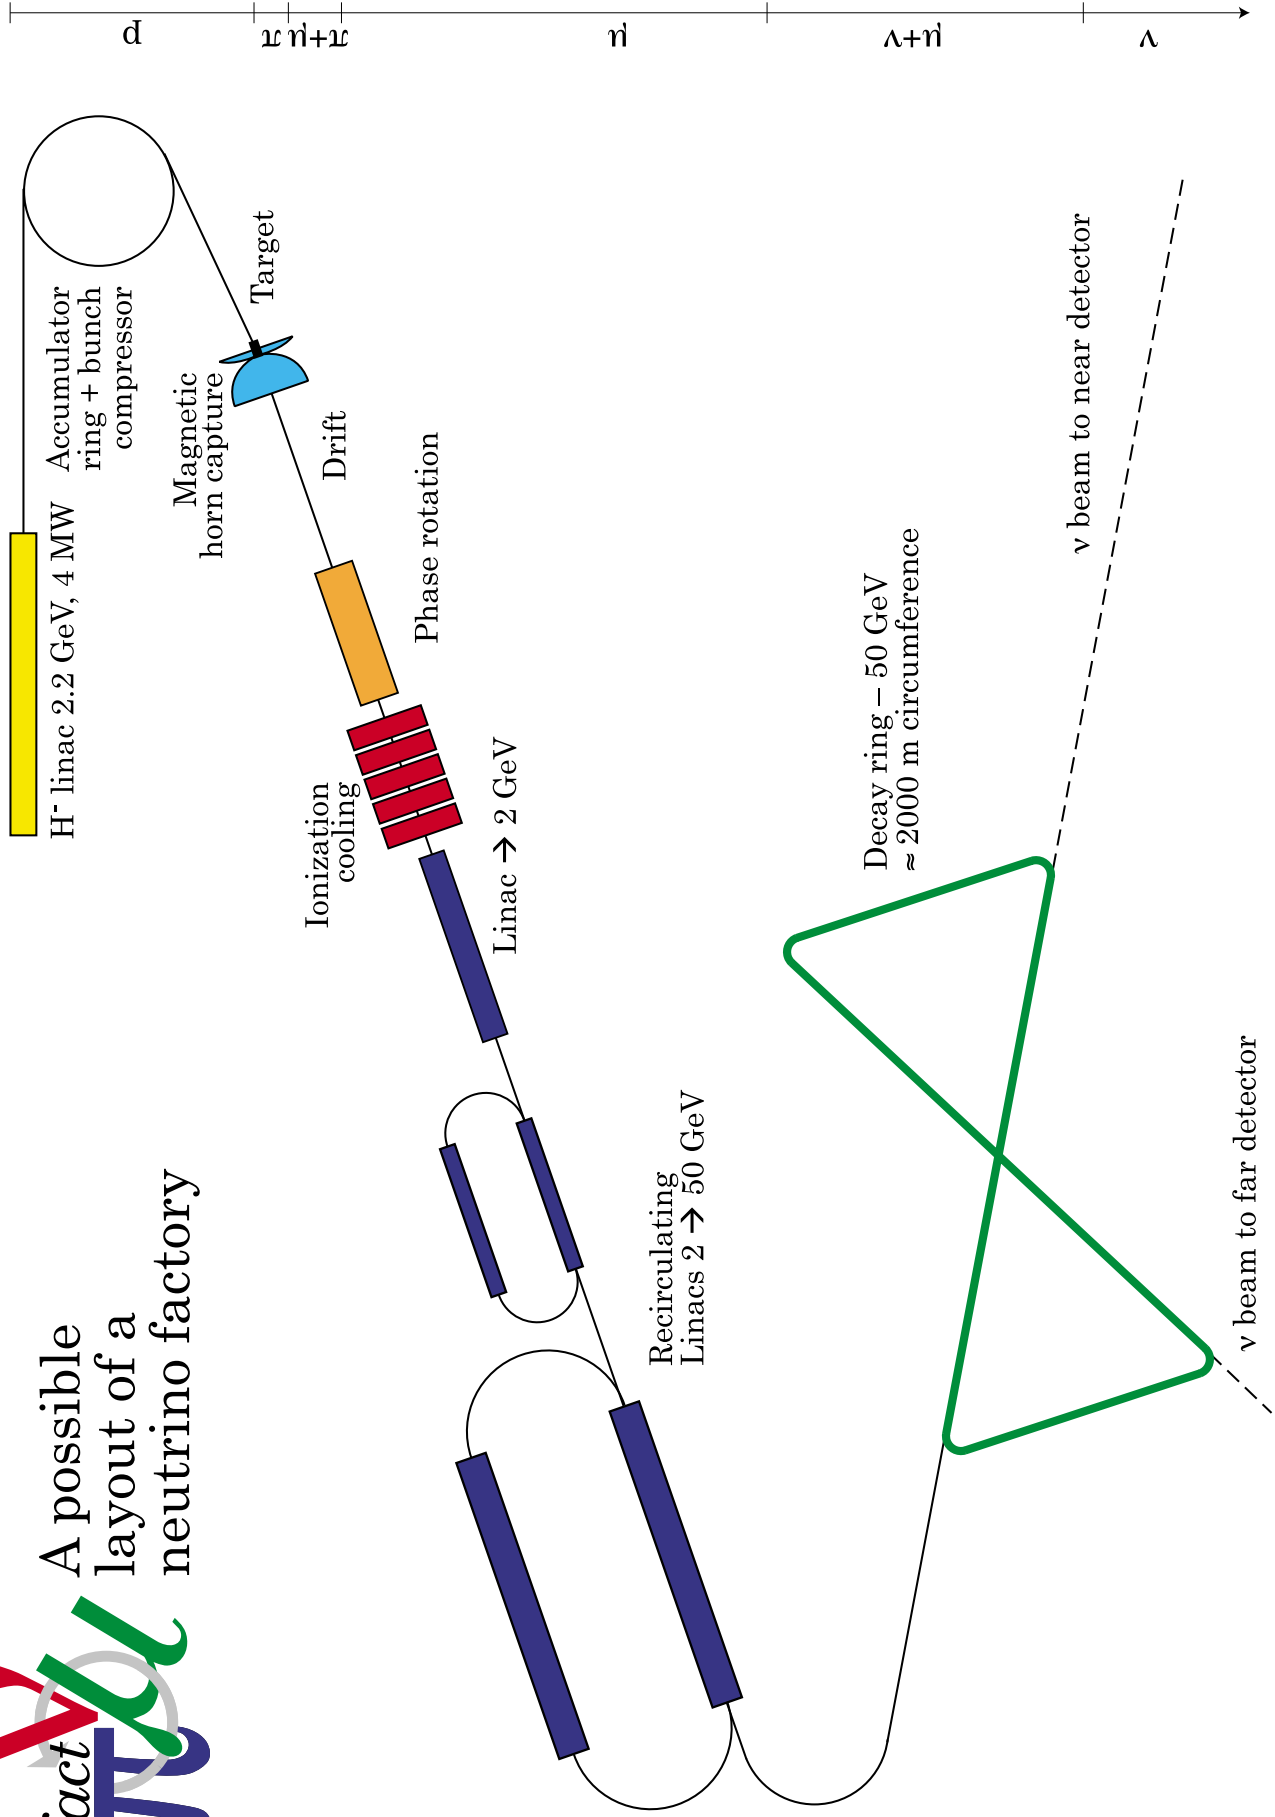 A possible
layout of a
neutrino factory
H⁻ linac 2.2 GeV, 4 MW
Accumulator
ring + bunch
compressor
Magnetic
horn capture
Target
Drift
Phase rotation
Ionization
cooling
Linac → 2 GeV
Recirculating
Linacs 2 → 50 GeV
Decay ring – 50 GeV
≈ 2000 m circumference
ν beam to near detector
ν beam to far detector
p
π
π+μ
μ
μ+ν
ν
ν
μ
π